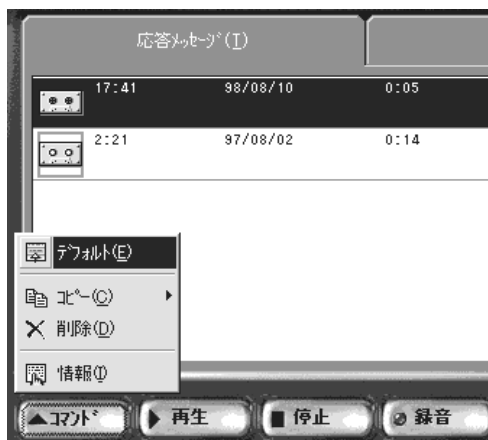 応答ﾒｯｾｰｼﾞ(T)
17:41 98/08/10 0:05
2:21 97/08/02 0:14
ﾃﾞﾌｫﾙﾄ(E)
ｺﾋﾟｰ(C)
削除(D)
情報(I)
ｺﾏﾝﾄﾞ 再生 停止 録音